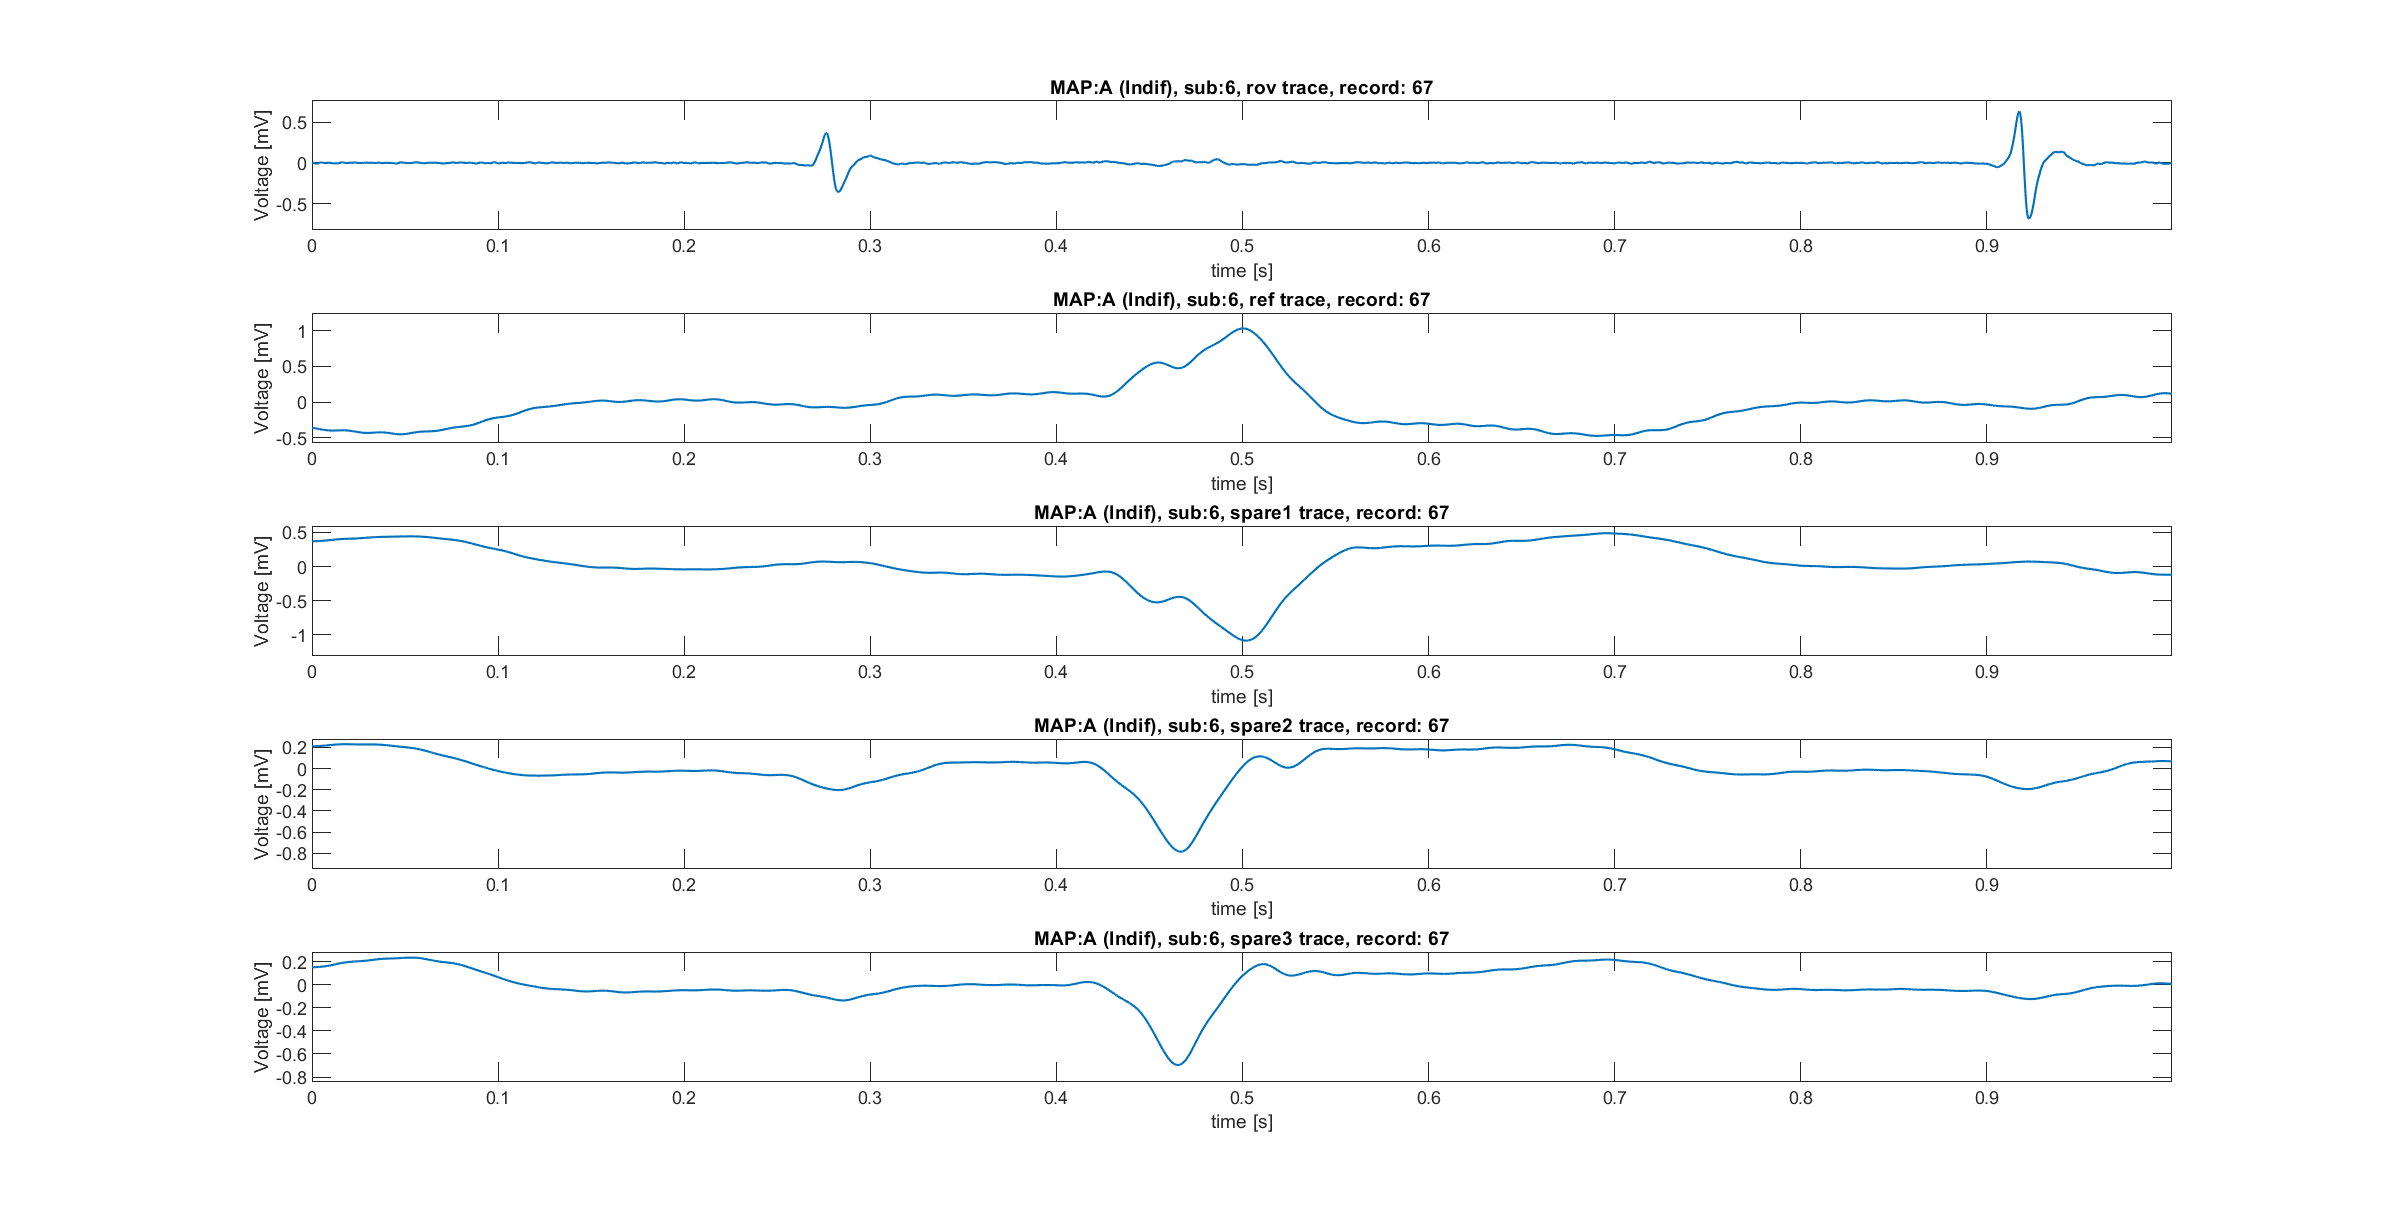 MAP:A (Indif), sub:6, rov trace, record: 67
Voltage [mV]
0.5
0
-0.5
0 0.1 0.2 0.3 0.4 0.5 0.6 0.7 0.8 0.9
time [s]
MAP:A (Indif), sub:6, ref trace, record: 67
Voltage [mV]
1
0.5
0
-0.5
0 0.1 0.2 0.3 0.4 0.5 0.6 0.7 0.8 0.9
time [s]
MAP:A (Indif), sub:6, spare1 trace, record: 67
Voltage [mV]
0.5
0
-0.5
-1
0 0.1 0.2 0.3 0.4 0.5 0.6 0.7 0.8 0.9
time [s]
MAP:A (Indif), sub:6, spare2 trace, record: 67
Voltage [mV]
0.2
0
-0.2
-0.4
-0.6
-0.8
0 0.1 0.2 0.3 0.4 0.5 0.6 0.7 0.8 0.9
time [s]
MAP:A (Indif), sub:6, spare3 trace, record: 67
Voltage [mV]
0.2
0
-0.2
-0.4
-0.6
-0.8
0 0.1 0.2 0.3 0.4 0.5 0.6 0.7 0.8 0.9
time [s]